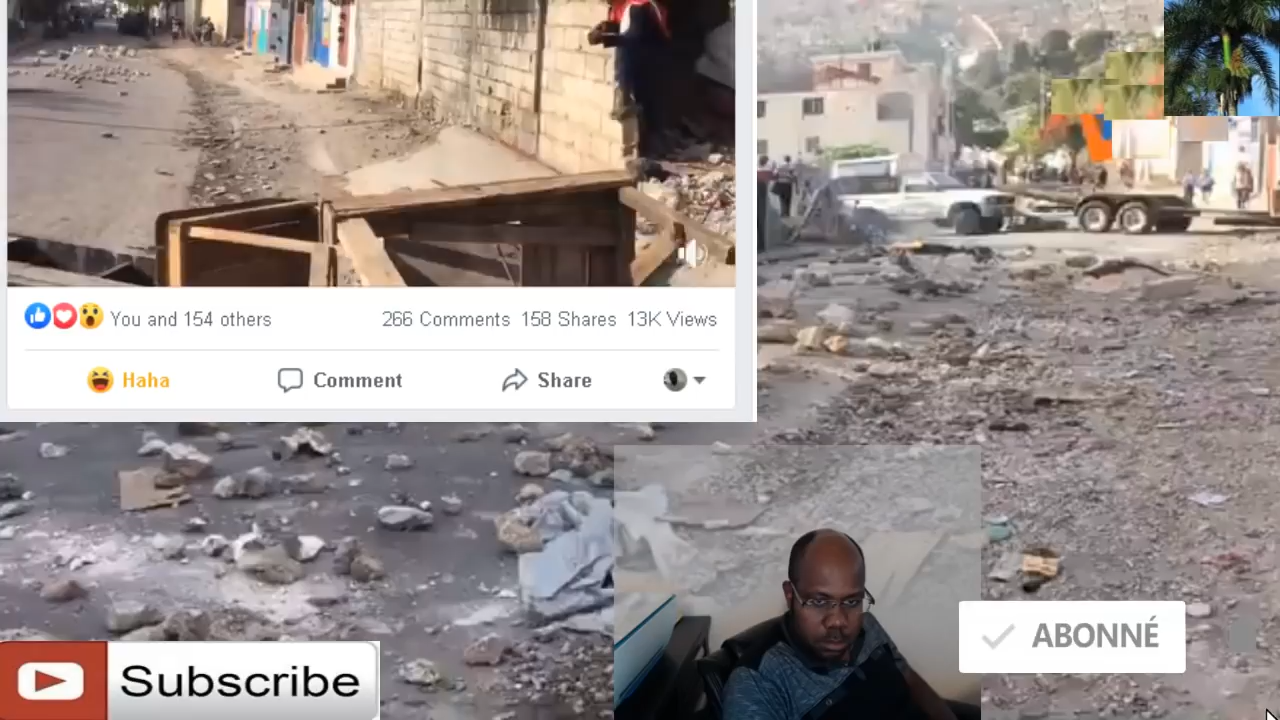 You and 154 others 266 Comments 158 Shares 13K Views
Haha Comment Share
ABONNÉ
Subscribe